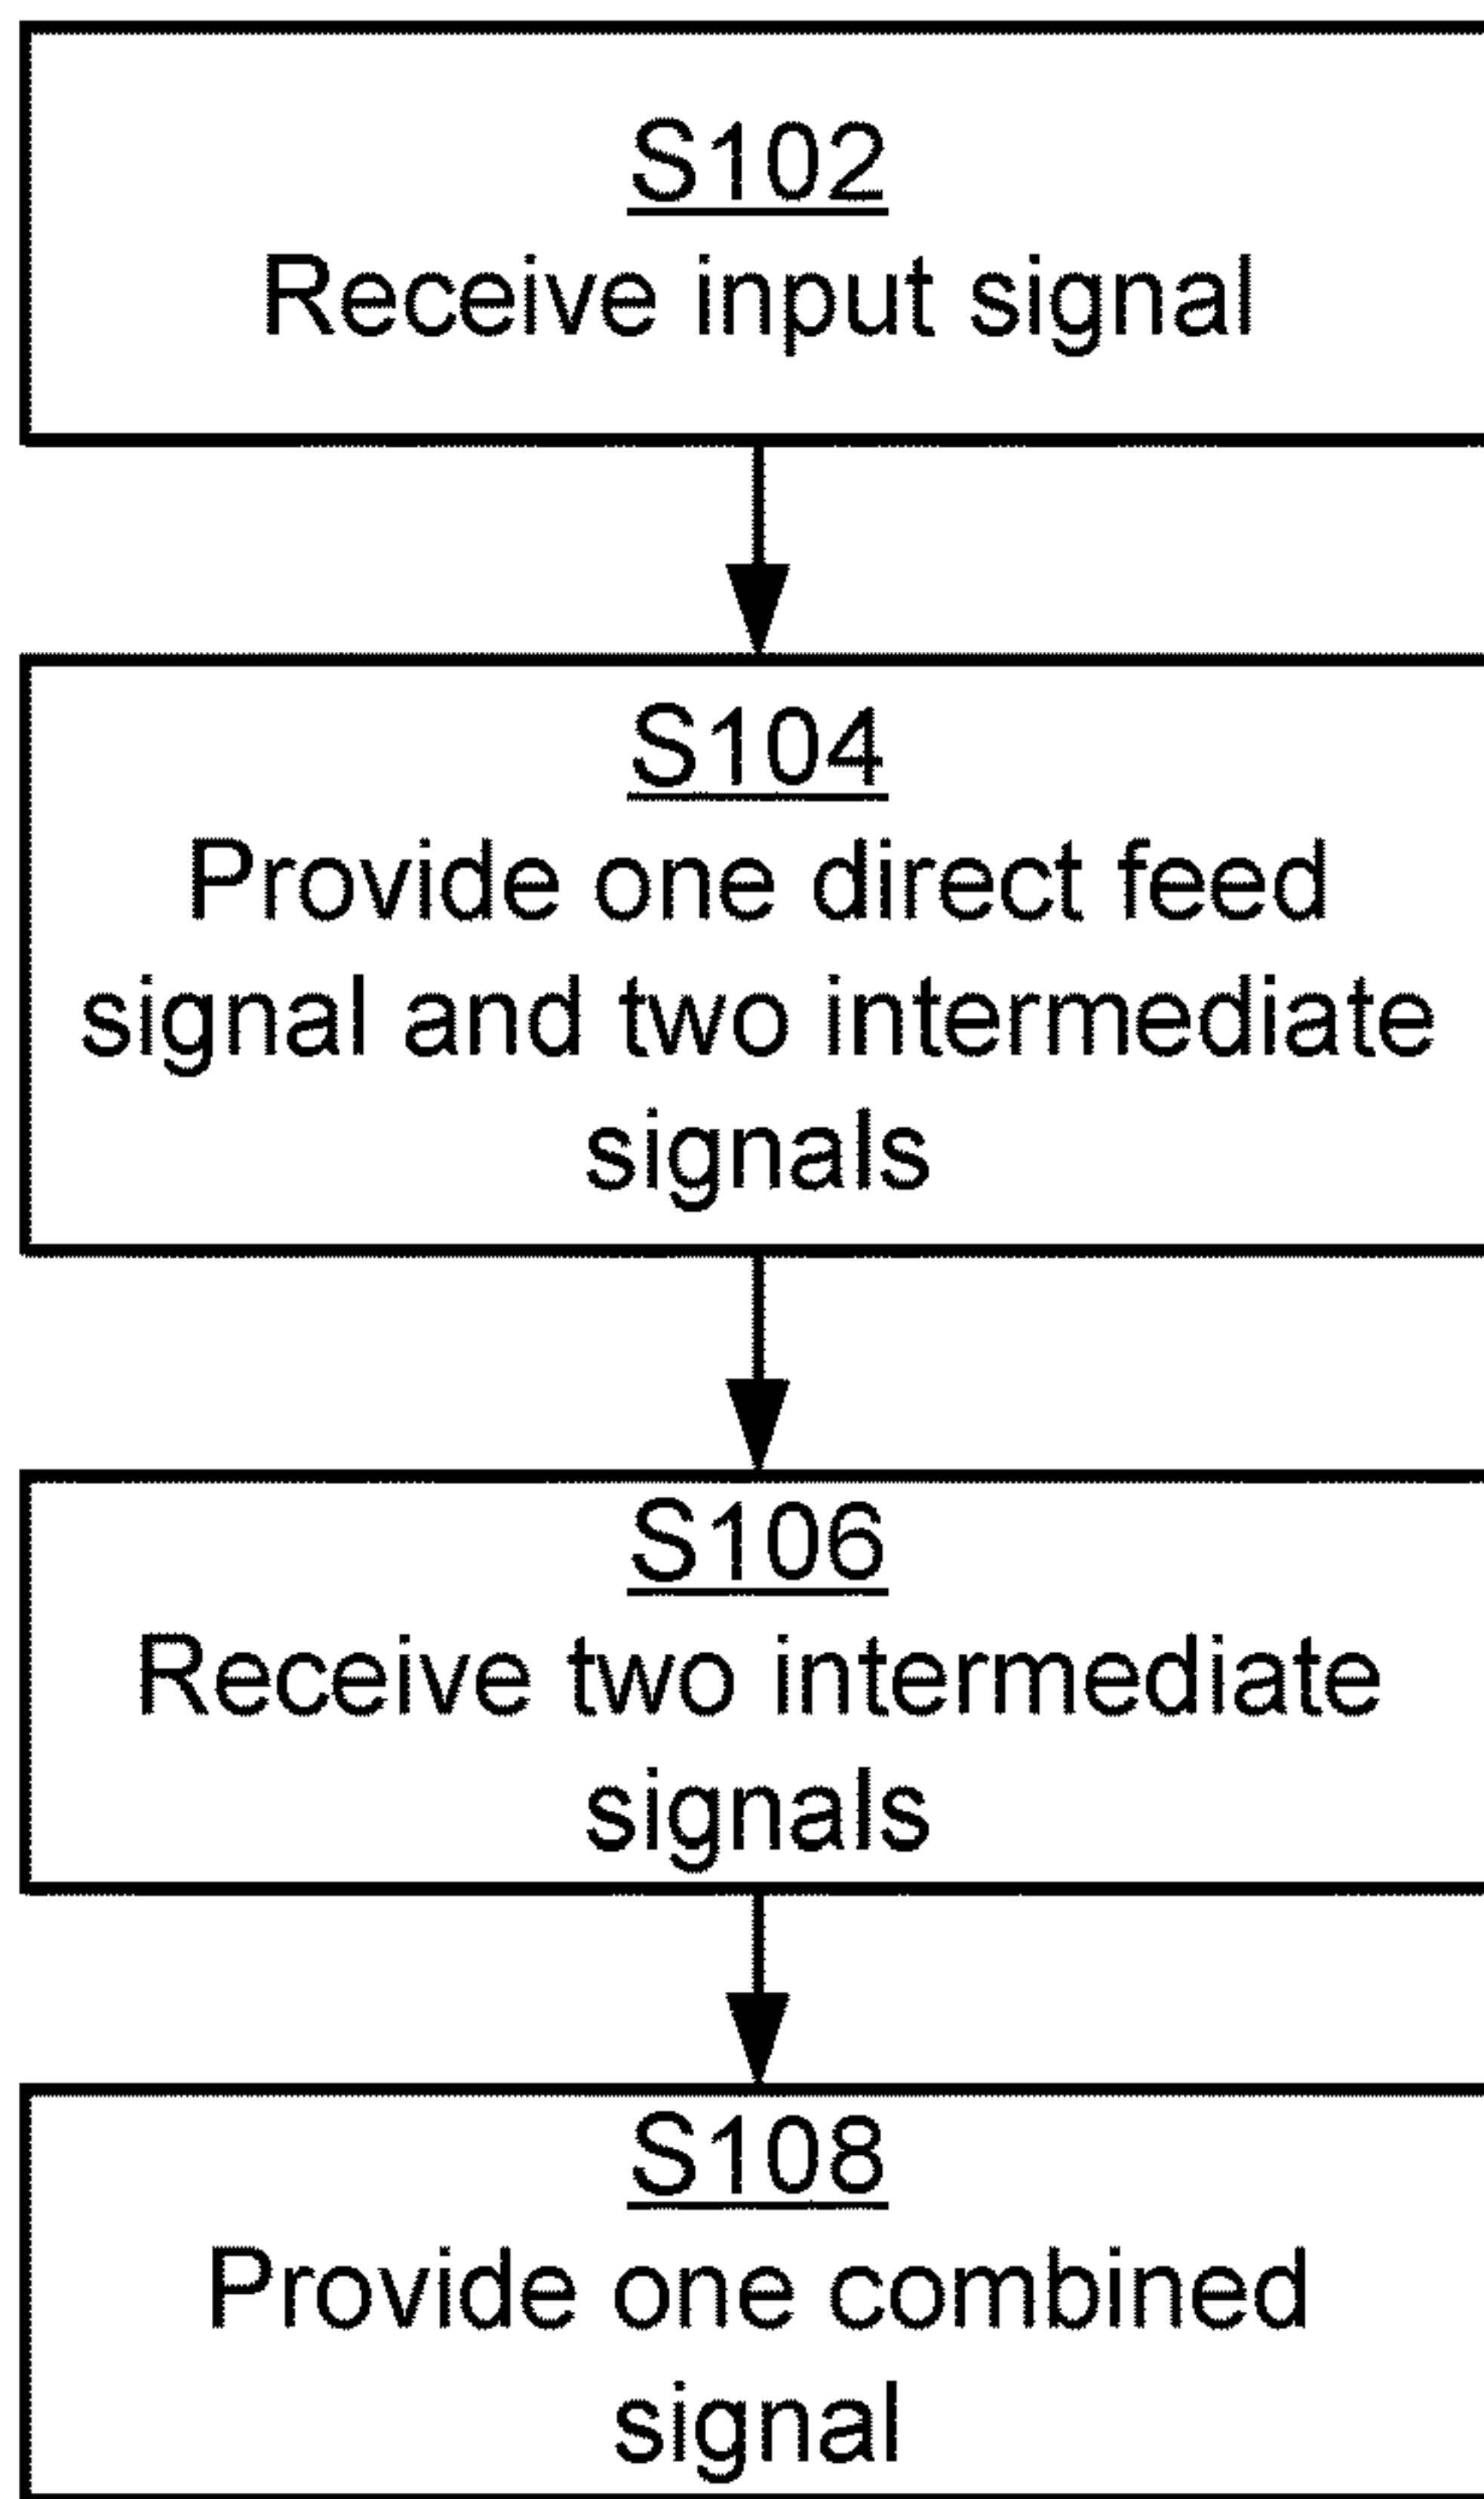 S102
Receive input signal
S104
Provide one direct feed
signal and two intermediate
signals
S106
Receive two intermediate
signals
S108
Provide one combined
signal